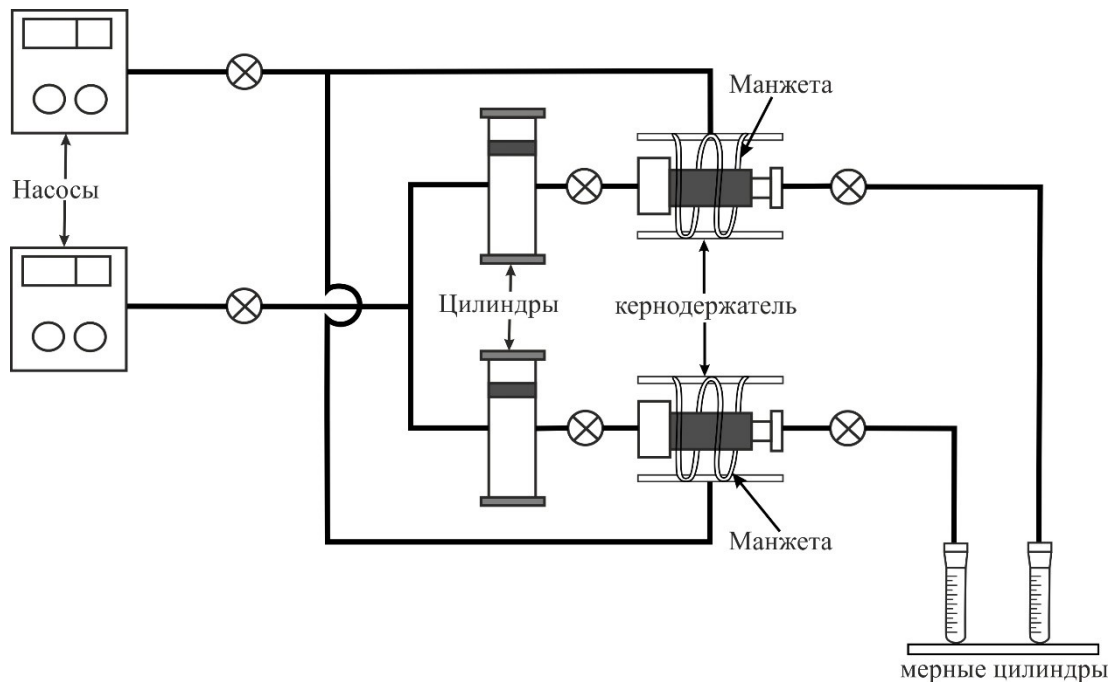 Манжета
Насосы
Цилиндры
кернодержатель
Манжета
мерные цилиндры